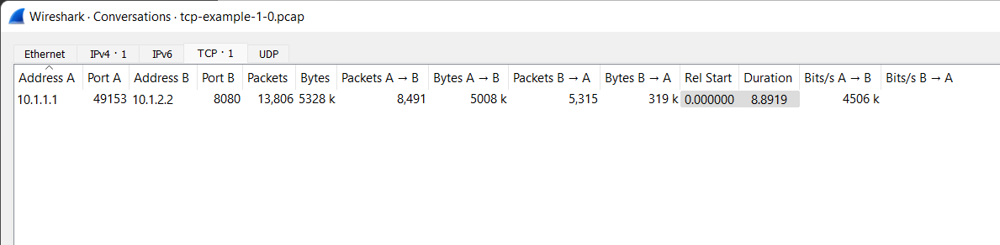 Wireshark · Conversations · tcp-example-1-0.pcap
Ethernet IPv4 · 1 IPv6 TCP · 1 UDP
Address A Port A Address B Port B Packets Bytes Packets A → B Bytes A → B Packets B → A Bytes B → A Rel Start Duration Bits/s A → B Bits/s B → A
10.1.1.1 49153 10.1.2.2 8080 13,806 5328 k 8,491 5008 k 5,315 319 k 0.000000 8.8919 4506 k